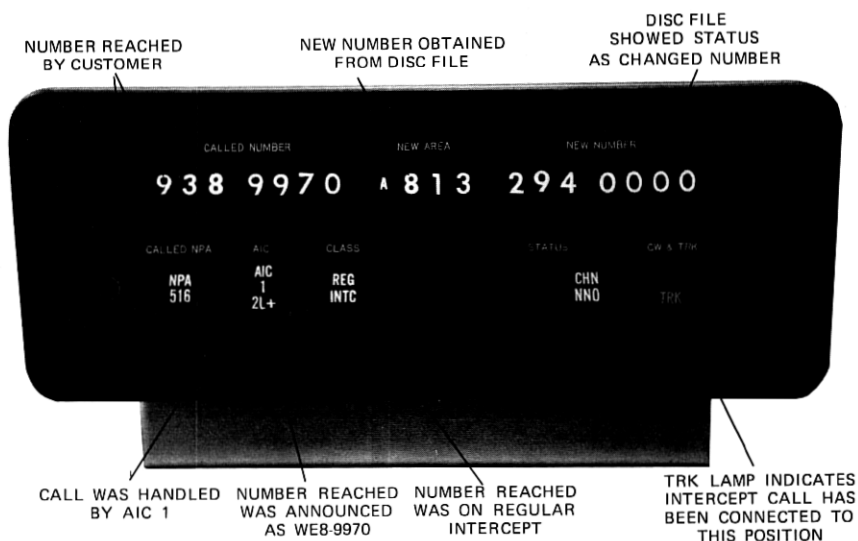 NUMBER REACHED
BY CUSTOMER
NEW NUMBER OBTAINED
FROM DISC FILE
DISC FILE
SHOWED STATUS
AS CHANGED NUMBER
CALLED NUMBER
NEW AREA
NEW NUMBER
938 9970 A 813 294 0000
CALLED NPA
AIC
CLASS
STATUS
CW & TRK
NPA
516
AIC
1
2L+
REG
INTC
CHN
NNO
TRK
CALL WAS HANDLED
BY AIC 1
NUMBER REACHED
WAS ANNOUNCED
AS WE8-9970
NUMBER REACHED
WAS ON REGULAR
INTERCEPT
TRK LAMP INDICATES
INTERCEPT CALL HAS
BEEN CONNECTED TO
THIS POSITION